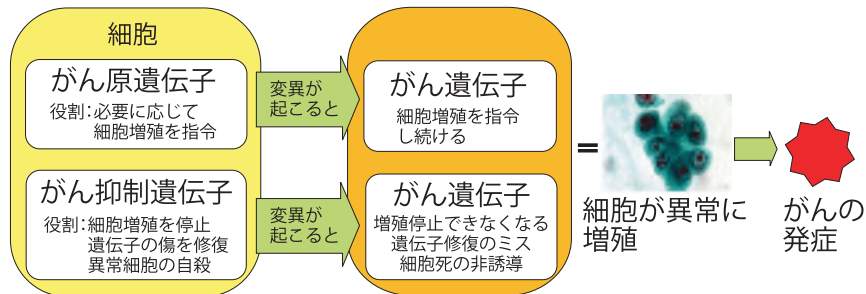 細胞
がん原遺伝子
役割：必要に応じて
細胞増殖を指令
変異が
起こると
がん遺伝子
細胞増殖を指令
し続ける
がん抑制遺伝子
役割：細胞増殖を停止
遺伝子の傷を修復
異常細胞の自殺
変異が
起こると
がん遺伝子
増殖停止できなくなる
遺伝子修復のミス
細胞死の非誘導
＝
細胞が異常に
増殖
がんの
発症